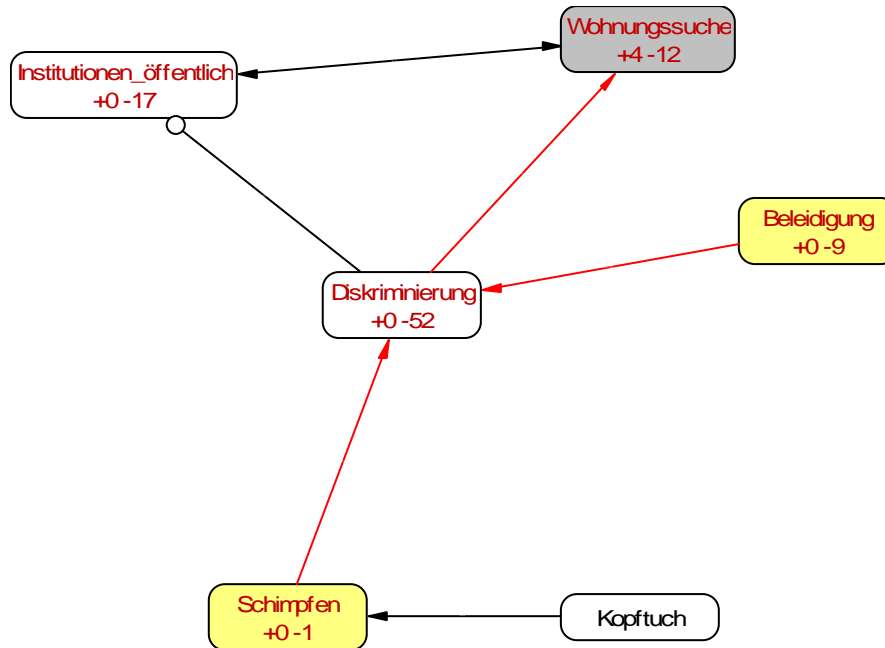 Wohnungssuche
+4 -12
Institutionen_öffentlich
+0 -17
Beleidigung
+0 -9
Diskriminierung
+0 -52
Schimpfen
+0 -1
Kopftuch